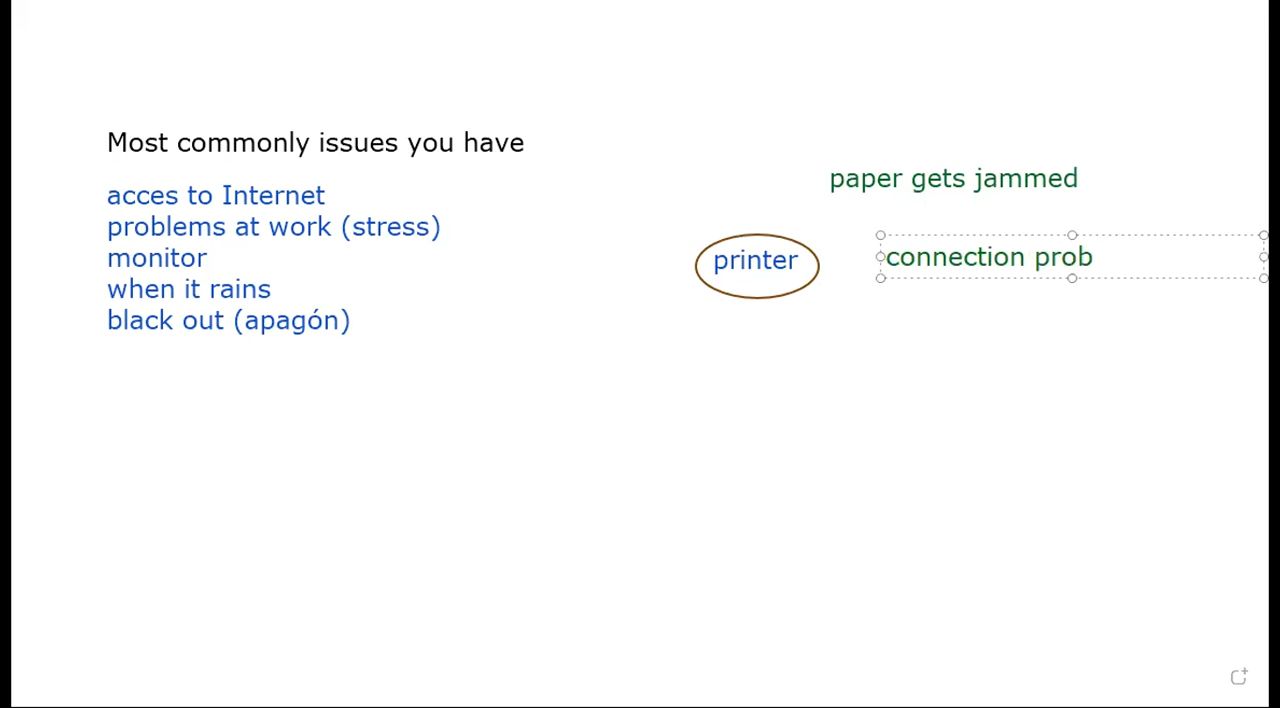 Most commonly issues you have
acces to Internet
problems at work (stress)
monitor
when it rains
black out (apagón)
paper gets jammed
printer
connection prob